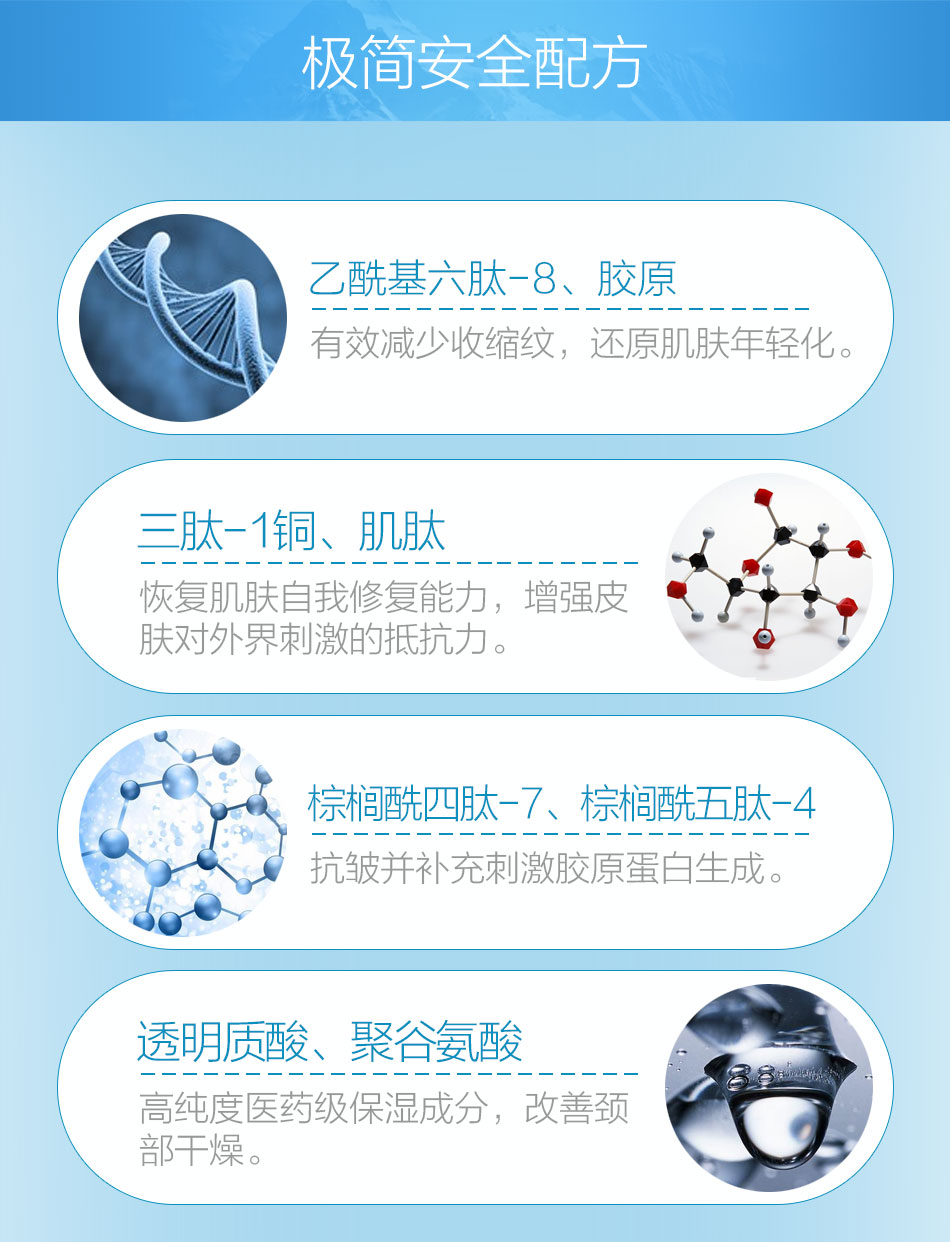 极简安全配方
乙酰基六肽-8、胶原
有效减少收缩纹，还原肌肤年轻化。
三肽-1铜、肌肽
恢复肌肤自我修复能力，增强皮
肤对外界刺激的抵抗力。
棕榈酰四肽-7、棕榈酰五肽-4
抗皱并补充刺激胶原蛋白生成。
透明质酸、聚谷氨酸
高纯度医药级保湿成分，改善颈
部干燥。